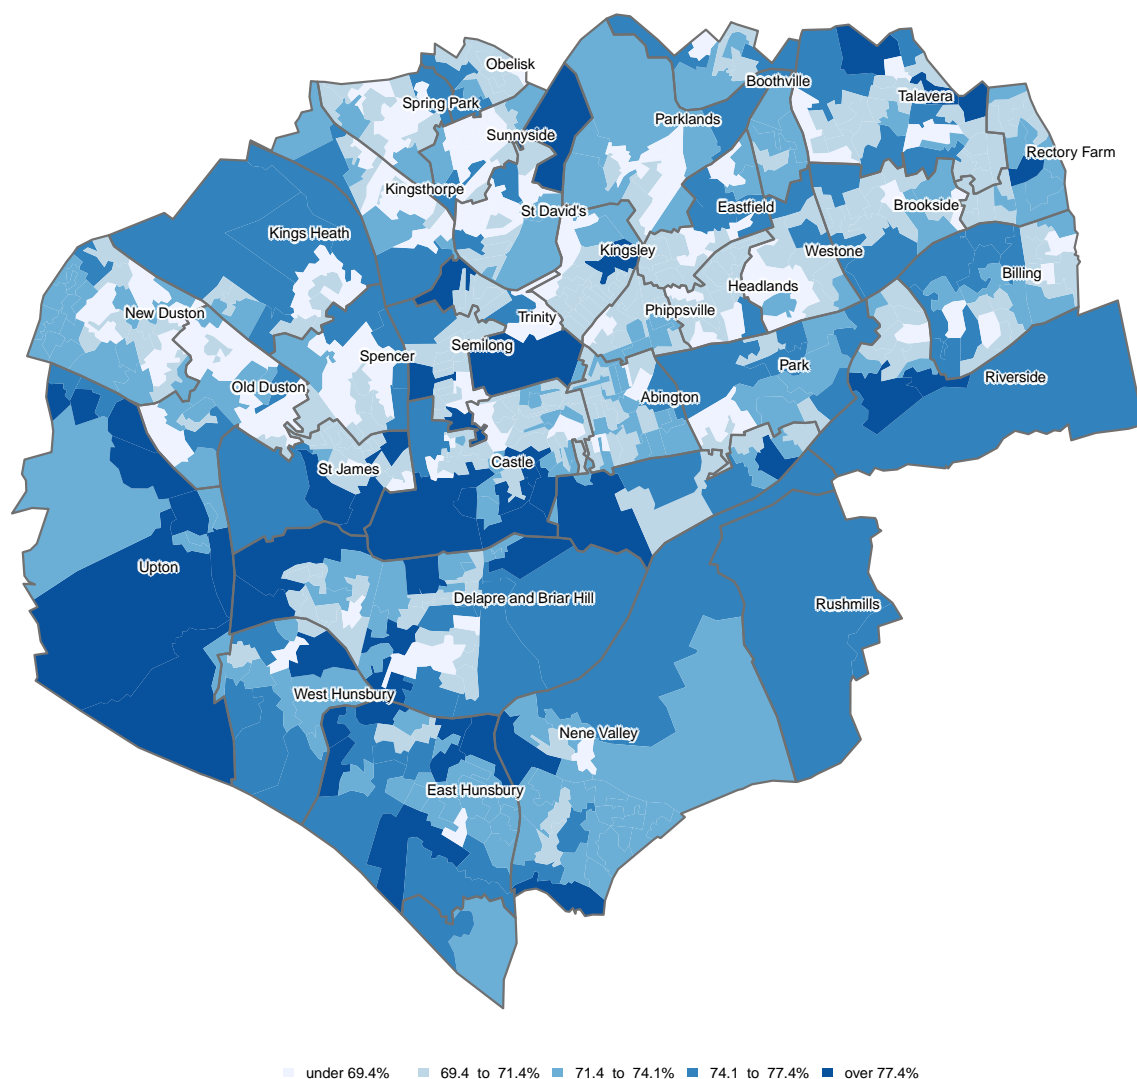 Obelisk
Boothville
Spring Park
Talavera
Parklands
Sunnyside
Rectory Farm
Kingsthorpe
Brookside
Eastfield
St David's
Kings Heath
Kingsley
Westone
Billing
Headlands
New Duston
Phippsville
Trinity
Semilong
Spencer
Park
Riverside
Old Duston
Abington
Castle
St James
Upton
Delapre and Briar Hill
Rushmills
West Hunsbury
Nene Valley
East Hunsbury
under 69.4% 69.4 to 71.4% 71.4 to 74.1% 74.1 to 77.4% over 77.4%